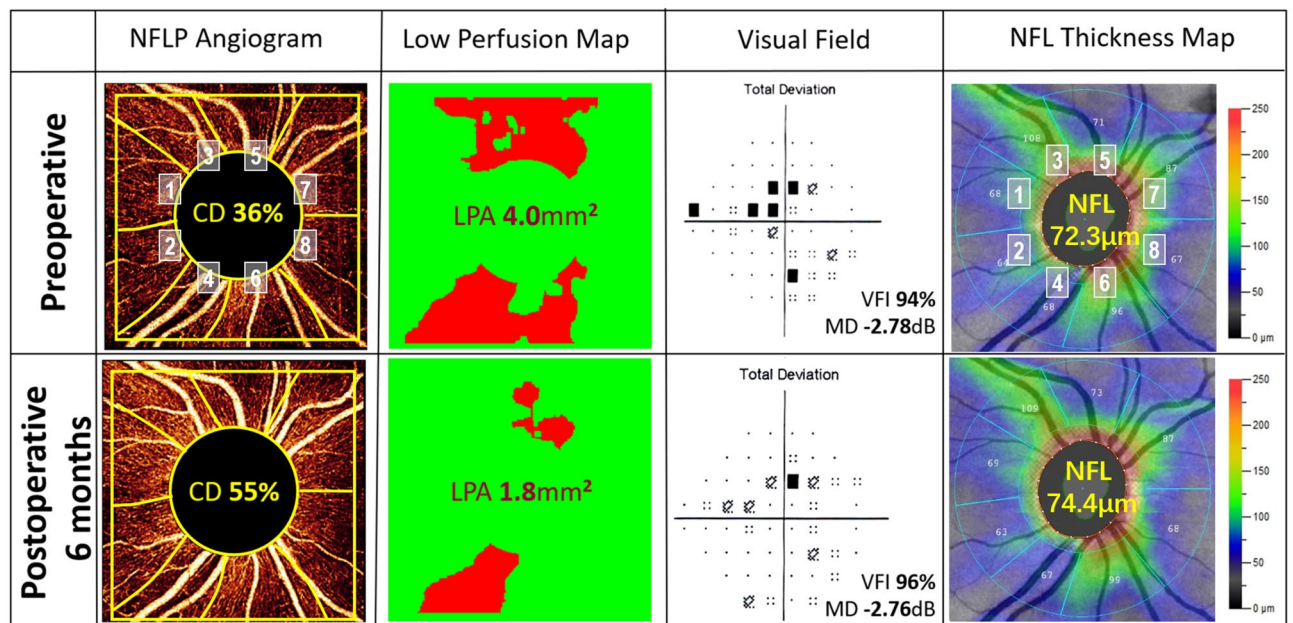 NFLP Angiogram
Low Perfusion Map
Visual Field
NFL Thickness Map
Preoperative
3 5
1 7
CD 36%
2 8
4 6
LPA 4.0mm²
Total Deviation
VFI 94%
MD -2.78dB
71
108
87
3 5
1 7
68
NFL
72.3µm
2 8
64 67
4 6
68
96
250
200
150
100
50
0 µm
Postoperative
6 months
CD 55%
LPA 1.8mm²
Total Deviation
VFI 96%
MD -2.76dB
73
109
87
69
NFL
74.4µm
68
63
67
250
200
150
100
50
0 µm